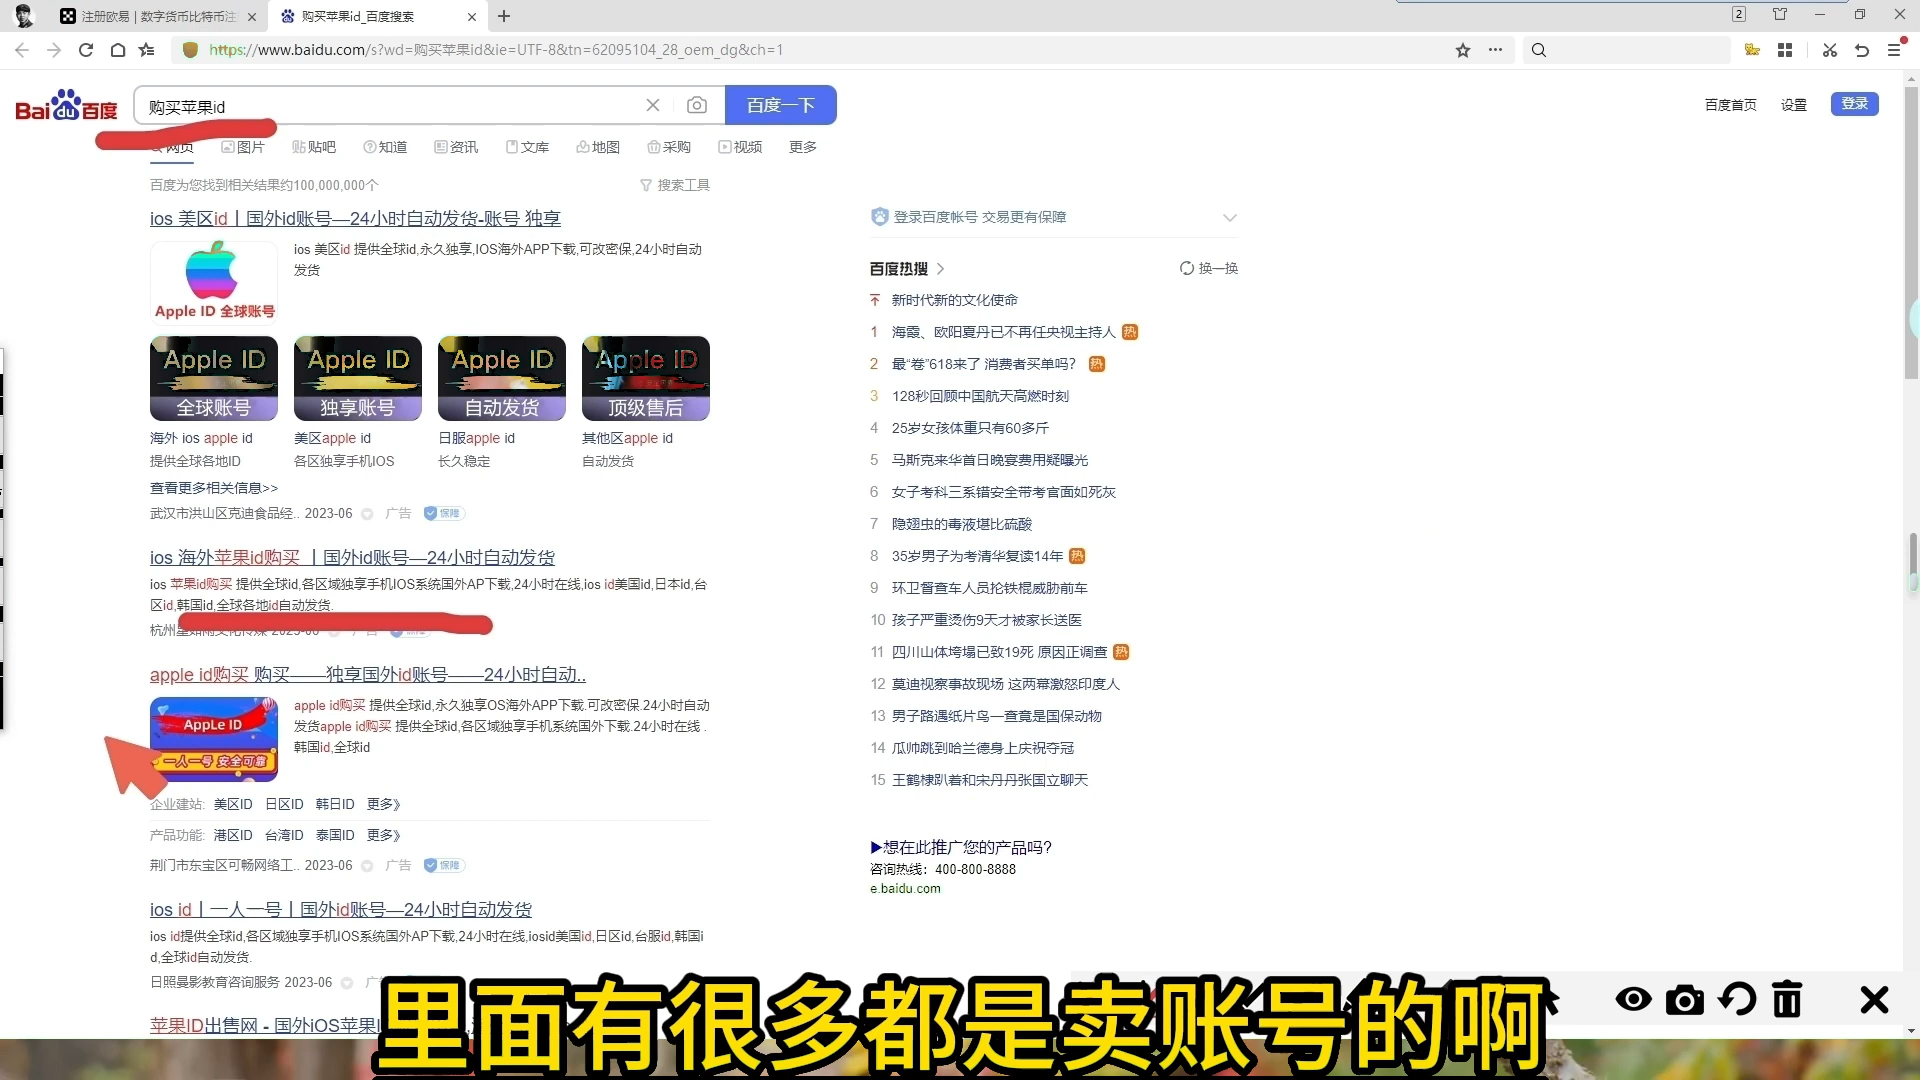 注册欧易 | 数字货币比特币注
购买苹果id_百度搜索
2
https://www.baidu.com/s?wd=购买苹果id&ie=UTF-8&tn=62095104_28_oem_dg&ch=1
Bai du 百度
购买苹果id
百度一下
百度首页 设置 登录
网页 图片 贴吧 知道 资讯 文库 地图 采购 视频 更多
百度为您找到相关结果约100,000,000个
搜索工具
ios 美区id丨国外id账号—24小时自动发货-账号 独享
ios 美区id 提供全球id,永久独享,IOS海外APP下载,可改密保,24小时自动
发货
Apple ID 全球账号
Apple ID Apple ID Apple ID Apple ID
全球账号 独享账号 自动发货 顶级售后
海外 ios apple id 美区apple id 日服apple id 其他区apple id
提供全球各地ID 各区独享手机IOS 长久稳定 自动发货
查看更多相关信息>>
武汉市洪山区克迪食品经.. 2023-06 广告 保障
ios 海外苹果id购买 丨国外id账号—24小时自动发货
ios 苹果id购买 提供全球id,各区域独享手机IOS系统国外AP下载,24小时在线,ios id美国id,日本id,台
区id,韩国id,全球各地id自动发货.
apple id购买 购买——独享国外id账号——24小时自动..
AppLe ID
一人一号 安全可靠
apple id购买 提供全球id,永久独享OS海外APP下载.可改密保.24小时自动
发货apple id购买 提供全球id,各区域独享手机系统国外下载.24小时在线 .
韩国id,全球id
企业建站: 美区ID 日区ID 韩日ID 更多》
产品功能: 港区ID 台湾ID 泰国ID 更多》
荆门市东宝区可畅网络工.. 2023-06 广告 保障
ios id丨一人一号丨国外id账号—24小时自动发货
ios id提供全球id,各区域独享手机IOS系统国外AP下载,24小时在线,iosid美国id,日区id,台服id,韩国i
d,全球id自动发货.
日照曼影教育咨询服务 2023-06
苹果ID出售网 - 国外iOS苹果I
登录百度帐号 交易更有保障
百度热搜
换一换
新时代新的文化使命
1 海霞、欧阳夏丹已不再任央视主持人 热
2 最“卷”618来了 消费者买单吗? 热
3 128秒回顾中国航天高燃时刻
4 25岁女孩体重只有60多斤
5 马斯克来华首日晚宴费用疑曝光
6 女子考科三系错安全带考官面如死灰
7 隐翅虫的毒液堪比硫酸
8 35岁男子为考清华复读14年 热
9 环卫督查车人员抡铁棍威胁前车
10 孩子严重烫伤9天才被家长送医
11 四川山体垮塌已致19死 原因正调查 热
12 莫迪视察事故现场 这两幕激怒印度人
13 男子路遇纸片鸟一查竟是国保动物
14 瓜帅跳到哈兰德身上庆祝夺冠
15 王鹤棣趴着和宋丹丹张国立聊天
▶想在此推广您的产品吗?
咨询热线：400-800-8888
e.baidu.com
里面有很多都是卖账号的啊